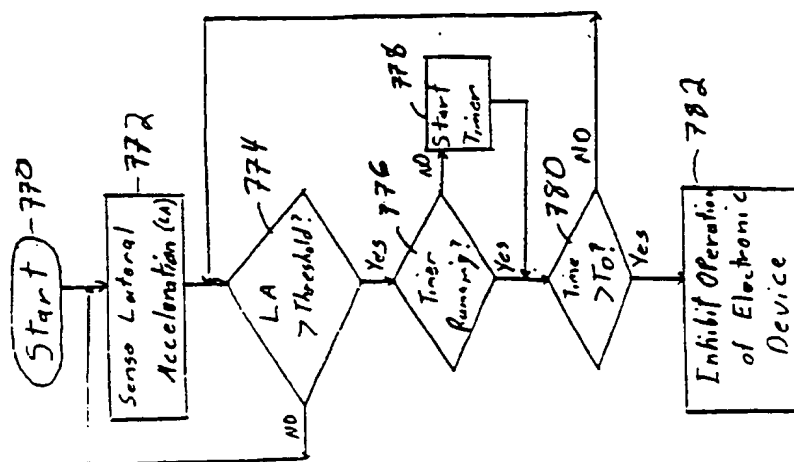 Start
770
Sense Lateral
Acceleration (LA)
772
LA
> Threshold?
774
NO
Yes
Timer
Running?
776
NO
Start
Timer
778
Yes
Time
> To?
780
NO
Yes
Inhibit Operation
of Electronic
Device
782